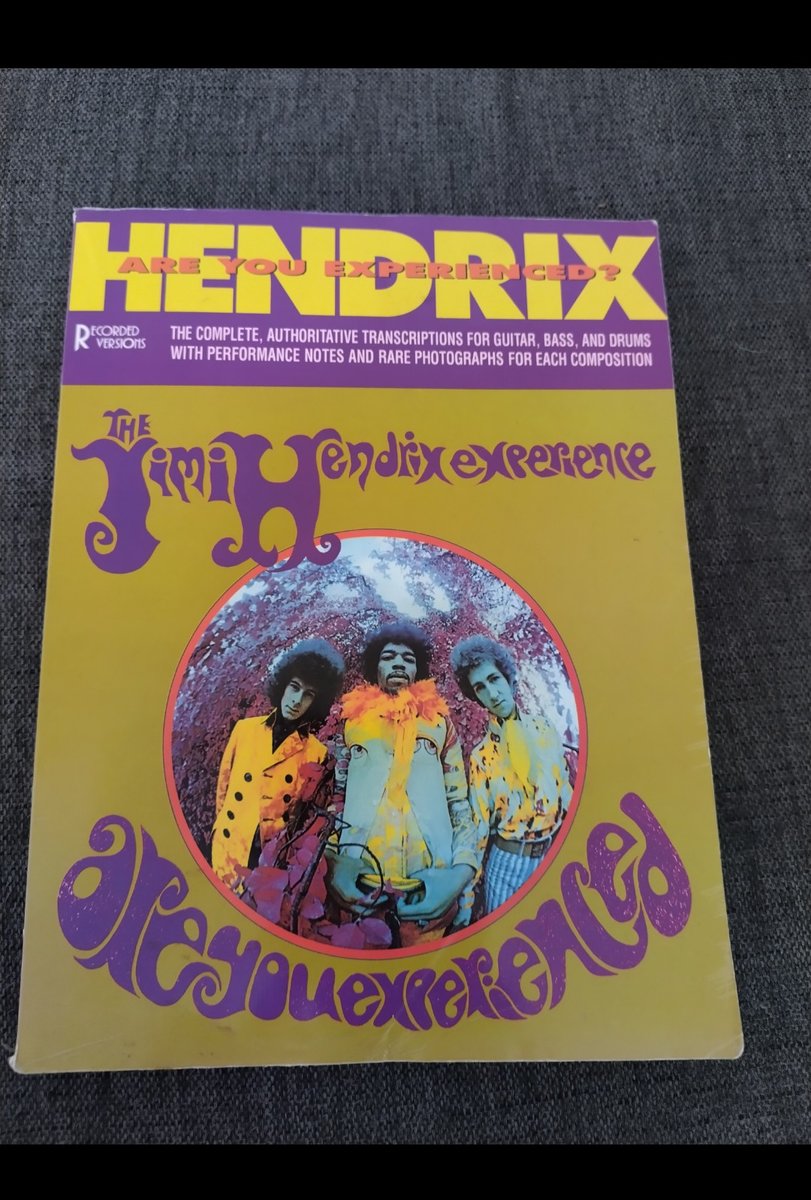 HENDRIX
ARE YOU EXPERIENCED?
RECORDED
VERSIONS
THE COMPLETE, AUTHORITATIVE TRANSCRIPTIONS FOR GUITAR, BASS, AND DRUMS
WITH PERFORMANCE NOTES AND RARE PHOTOGRAPHS FOR EACH COMPOSITION
THE
Jimi Hendrix experience
are you experienced